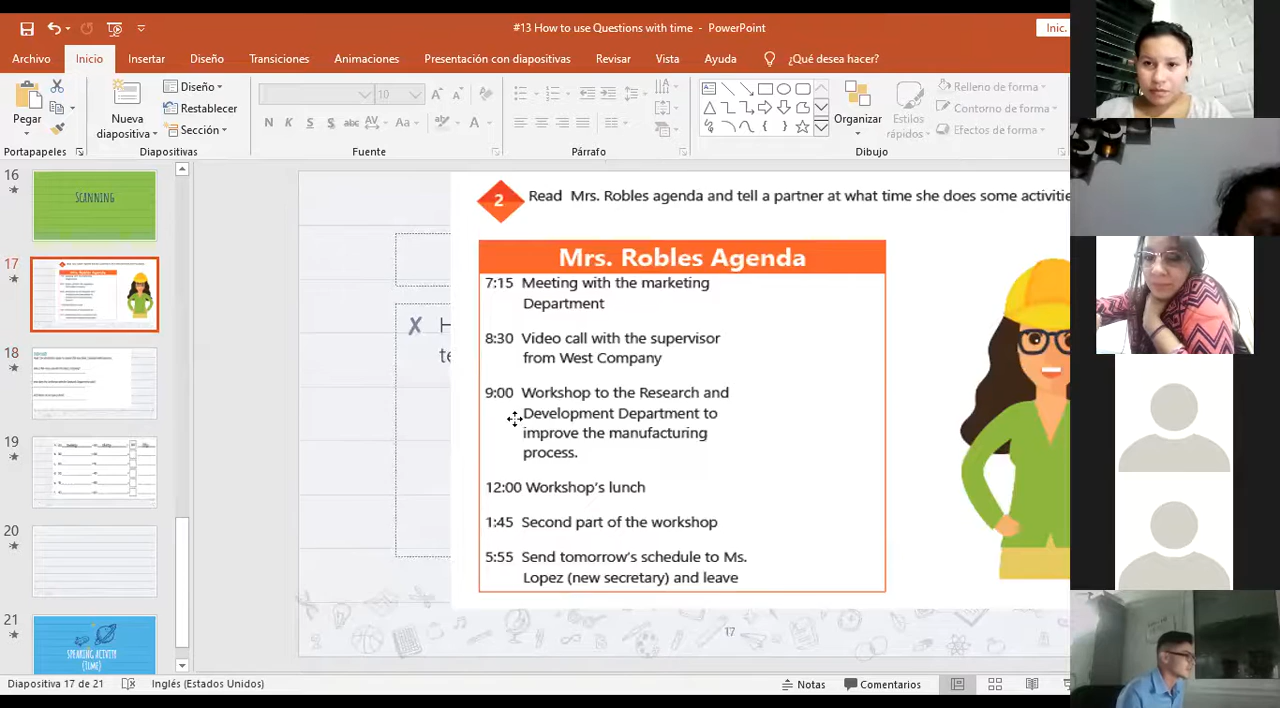 #13 How to use Questions with time - PowerPoint
Inic.
Archivo Inicio Insertar Diseño Transiciones Animaciones Presentación con diapositivas Revisar Vista Ayuda ¿Qué desea hacer?
Pegar
Nueva
diapositiva
Diseño
Restablecer
Sección
10
N K S S abc AV Aa A
Organizar
Estilos
rápidos
Relleno de forma
Contorno de forma
Efectos de forma
Portapapeles Diapositivas Fuente Párrafo Dibujo
16
SCANNING
17
18
19
20
21
SPEAKING ACTIVITY
(TIME)
2 Read Mrs. Robles agenda and tell a partner at what time she does some activitie
Mrs. Robles Agenda
7:15 Meeting with the marketing
Department
8:30 Video call with the supervisor
from West Company
9:00 Workshop to the Research and
Development Department to
improve the manufacturing
process.
12:00 Workshop's lunch
1:45 Second part of the workshop
5:55 Send tomorrow's schedule to Ms.
Lopez (new secretary) and leave
H
te
17
Diapositiva 17 de 21 Inglés (Estados Unidos) Notas Comentarios